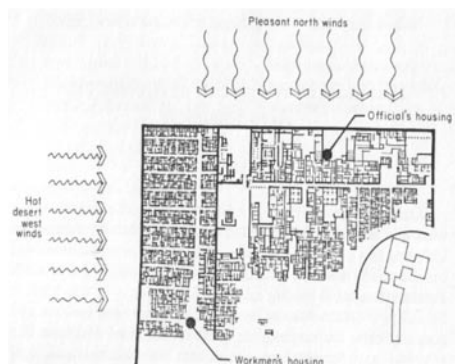 Pleasant north winds
Official's housing
Hot
desert
west
winds
Workmen's housing